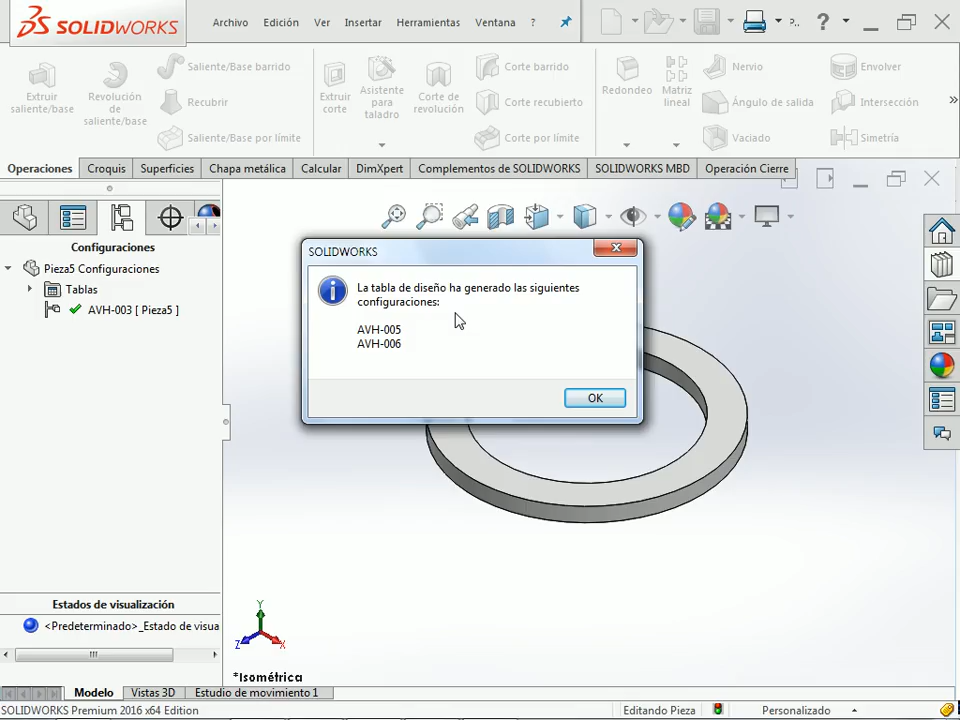 SOLIDWORKS
Archivo Edición Ver Insertar Herramientas Ventana ?
P.. ?
Extruir saliente/base
Revolución de saliente/base
Saliente/Base barrido
Recubrir
Saliente/Base por límite
Extruir corte
Asistente para taladro
Corte de revolución
Corte barrido
Corte recubierto
Corte por límite
Redondeo
Matriz lineal
Nervio
Ángulo de salida
Vaciado
Envolver
Intersección
Simetría
»
Operaciones Croquis Superficies Chapa metálica Calcular DimXpert Complementos de SOLIDWORKS SOLIDWORKS MBD Operación Cierre
Configuraciones
Pieza5 Configuraciones
Tablas
AVH-003 [ Pieza5 ]
SOLIDWORKS
La tabla de diseño ha generado las siguientes
configuraciones:
AVH-005
AVH-006
OK
Estados de visualización
<Predeterminado>_Estado de visua
Y
Z X
*Isométrica
Modelo Vistas 3D Estudio de movimiento 1
SOLIDWORKS Premium 2016 x64 Edition Editando Pieza Personalizado